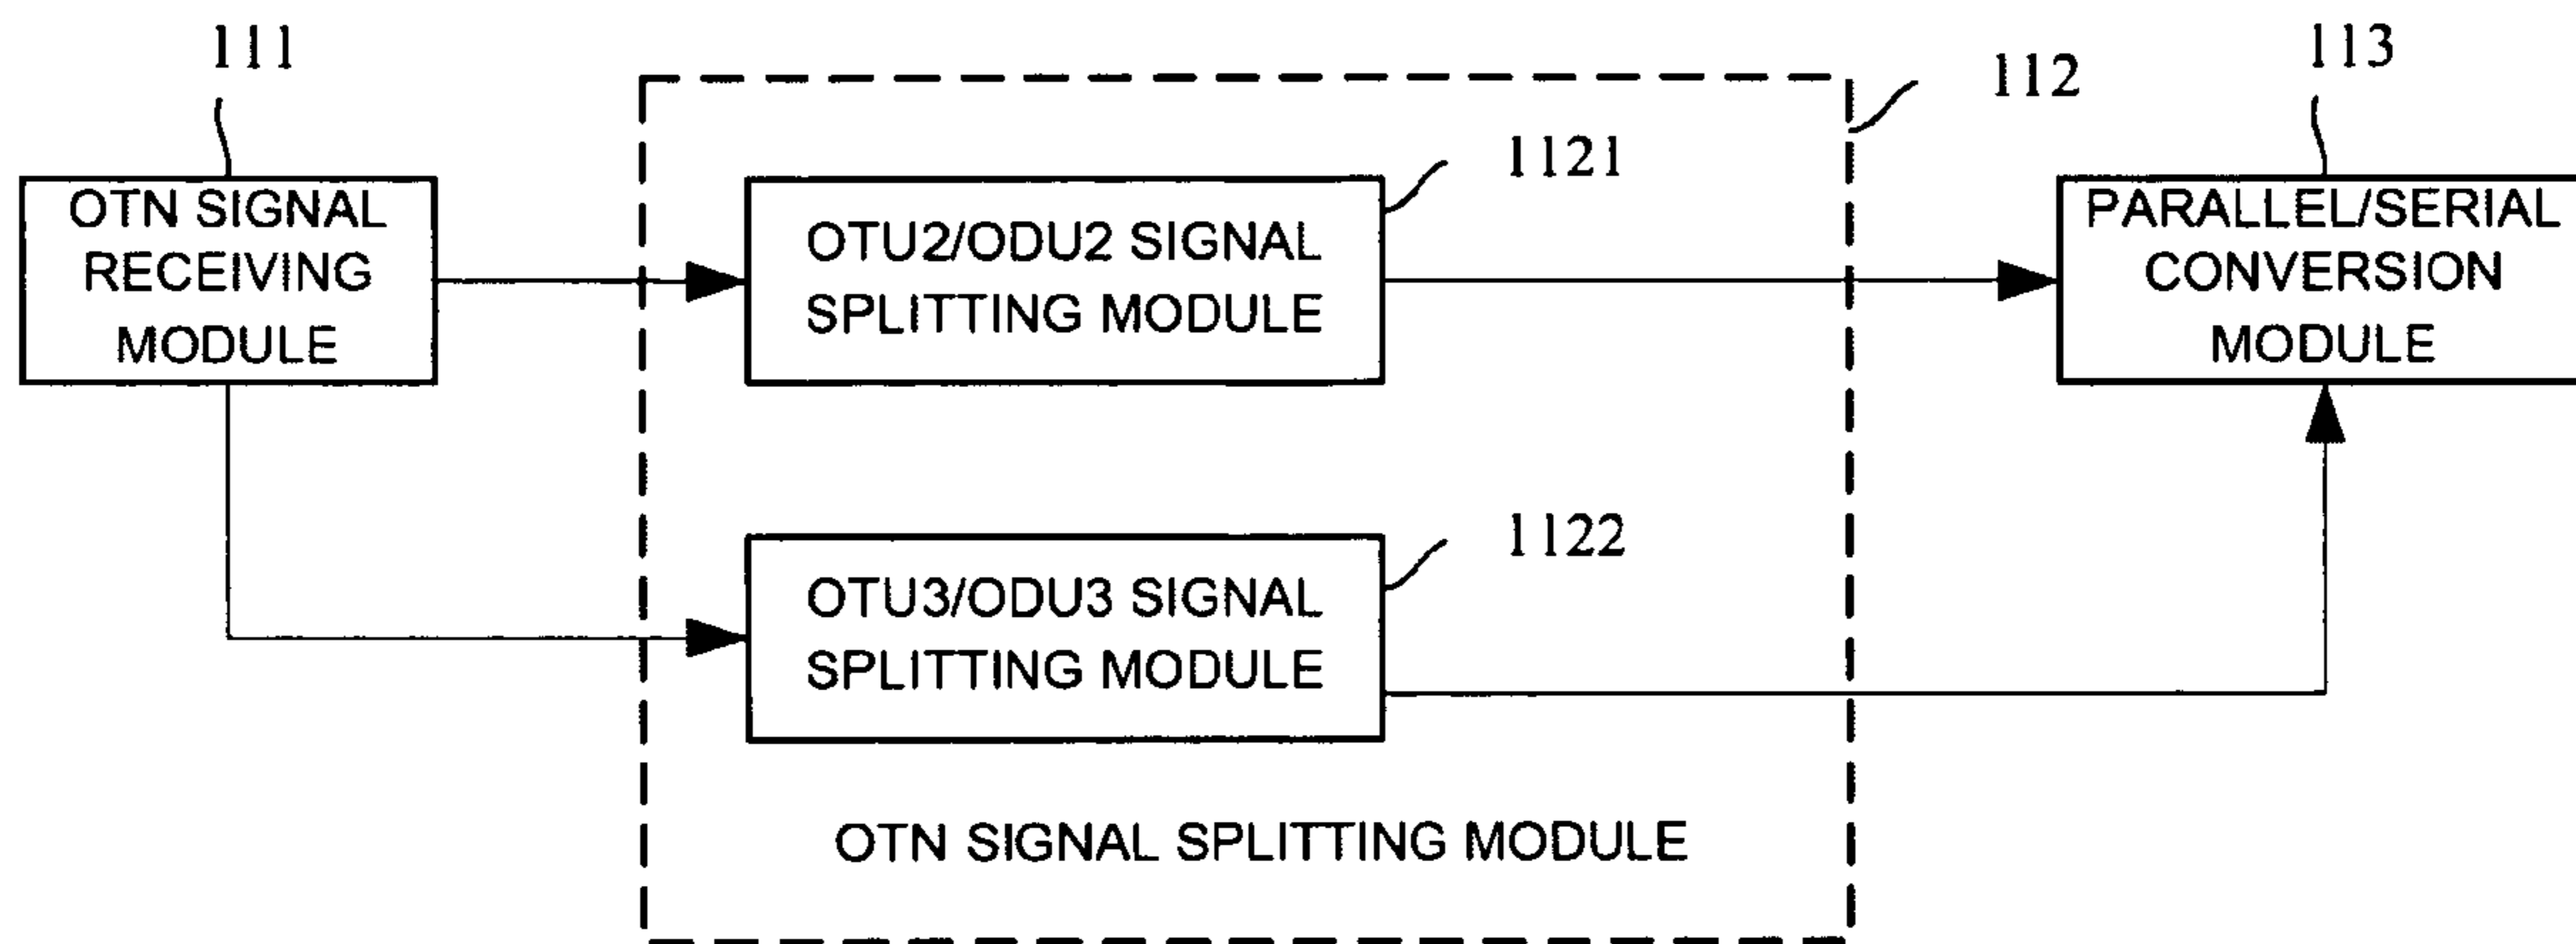 111
112
113
1121
OTN SIGNAL
RECEIVING
MODULE
OTU2/ODU2 SIGNAL
SPLITTING MODULE
PARALLEL/SERIAL
CONVERSION
MODULE
1122
OTU3/ODU3 SIGNAL
SPLITTING MODULE
OTN SIGNAL SPLITTING MODULE